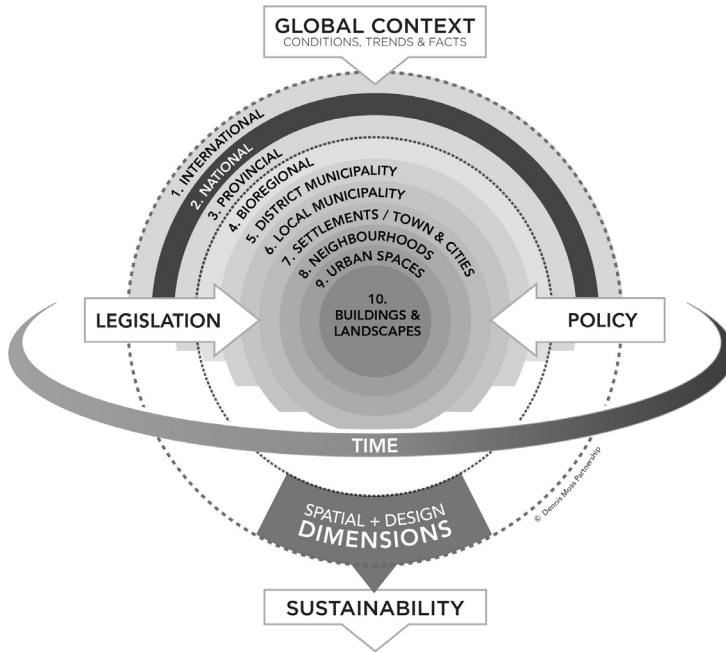 GLOBAL CONTEXT
CONDITIONS, TRENDS & FACTS
1. INTERNATIONAL
2. NATIONAL
3. PROVINCIAL
4. BIOREGIONAL
5. DISTRICT MUNICIPALITY
6. LOCAL MUNICIPALITY
7. SETTLEMENTS / TOWN & CITIES
8. NEIGHBOURHOODS
9. URBAN SPACES
10.
BUILDINGS &
LANDSCAPES
LEGISLATION
POLICY
TIME
© Dennis Moss Partnership
SPATIAL + DESIGN
DIMENSIONS
SUSTAINABILITY